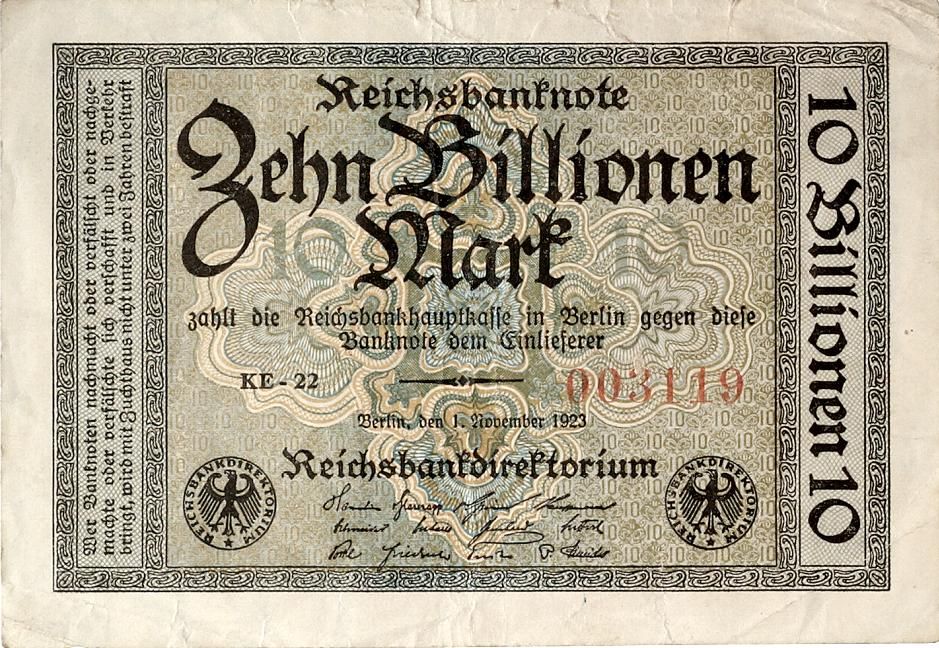 Wer Banknoten nachmacht oder verfälscht oder nachge-
machte oder verfälschte sich verschafft und in Verkehr
bringt, wird mit Zuchthaus nicht unter zwei Jahren bestraft
Reichsbanknote
Zehn Billionen
Mark
10 10
zahlt die Reichsbankhauptkasse in Berlin gegen diese
Banknote dem Einlieferer
KE-22
003119
Berlin, den 1. November 1923
Reichsbankdirektorium
REICHSBANKDIREKTORIUM
REICHSBANKDIREKTORIUM
10 Billionen 10